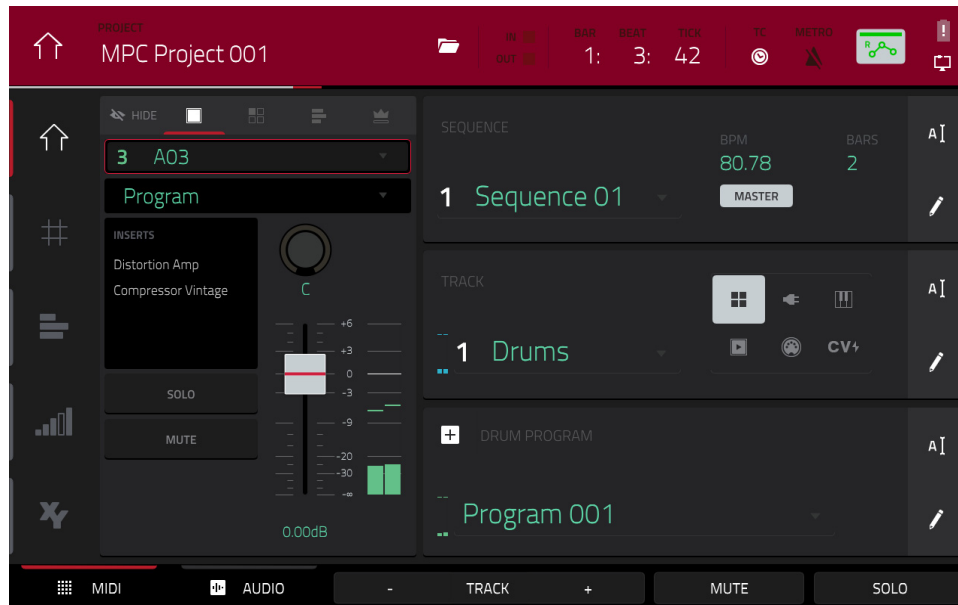 PROJECT
MPC Project 001
IN
OUT
BAR BEAT TICK
1: 3: 42
TC
METRO
R
HIDE
3 A03
Program
INSERTS
Distortion Amp
Compressor Vintage
C
+6
+3
0
-3
-9
-20
-30
-∞
SOLO
MUTE
0.00dB
SEQUENCE
1 Sequence 01
BPM
80.78
MASTER
BARS
2
A
TRACK
1 Drums
CV
A
DRUM PROGRAM
Program 001
A
XY
MIDI AUDIO - TRACK + MUTE SOLO